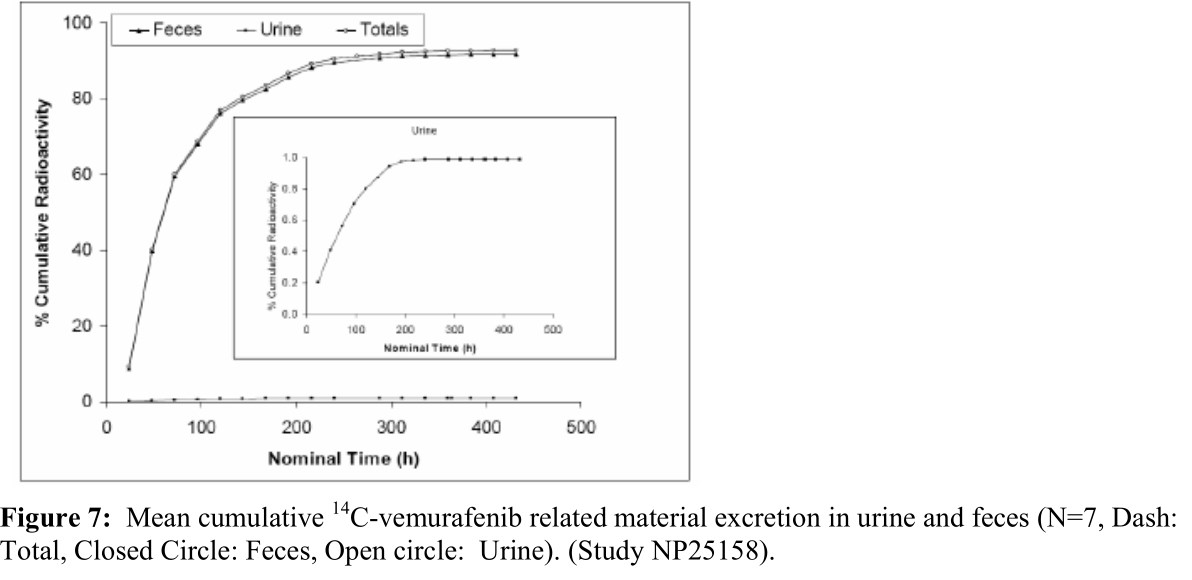 Feces Urine Totals
100
80
60
40
20
0
% Cumulative Radioactivity
0 100 200 300 400 500
Nominal Time (h)
Urine
1.0
0.8
0.6
0.4
0.2
0.0
% Cumulative Radioactivity
0 100 200 300 400 500
Nominal Time (h)
Figure 7: Mean cumulative 14C-vemurafenib related material excretion in urine and feces (N=7, Dash:
Total, Closed Circle: Feces, Open circle: Urine). (Study NP25158).